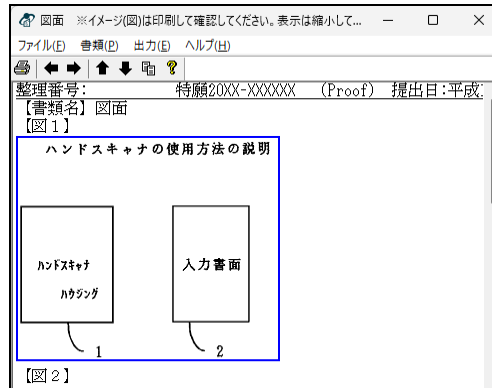 図面 ※イメージ(図)は印刷して確認してください。表示は縮小して...
ファイル(F) 書類(P) 出力(E) ヘルプ(H)
整理番号: 特願20XX-XXXXXX (Proof) 提出日:平成
【書類名】図面
【図１】
ハンドスキャナの使用方法の説明
ﾊﾝﾄﾞｽｷｬﾅ
ﾊｳｼﾞﾝｸﾞ
入力書面
1
2
【図２】